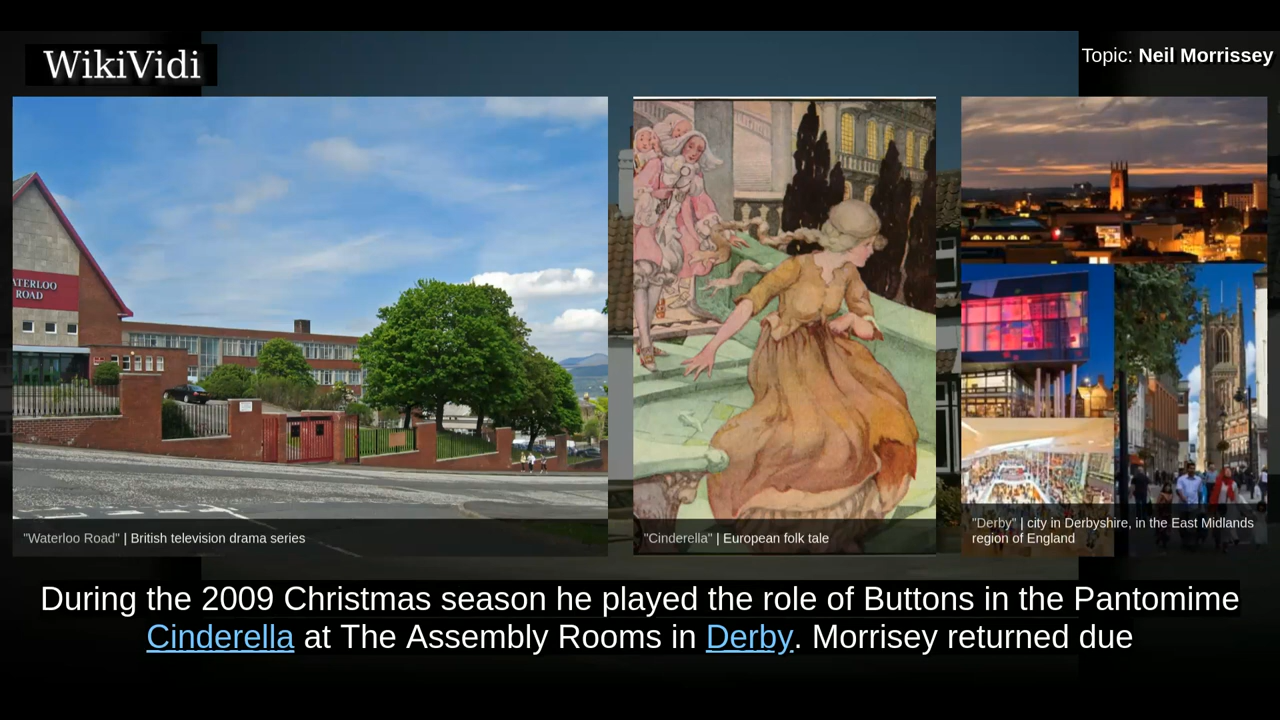 WikiVidi
Topic: Neil Morrissey
ATERLOO
ROAD
"Waterloo Road" | British television drama series
"Cinderella" | European folk tale
"Derby" | city in Derbyshire, in the East Midlands
region of England
During the 2009 Christmas season he played the role of Buttons in the Pantomime
Cinderella at The Assembly Rooms in Derby. Morrisey returned due